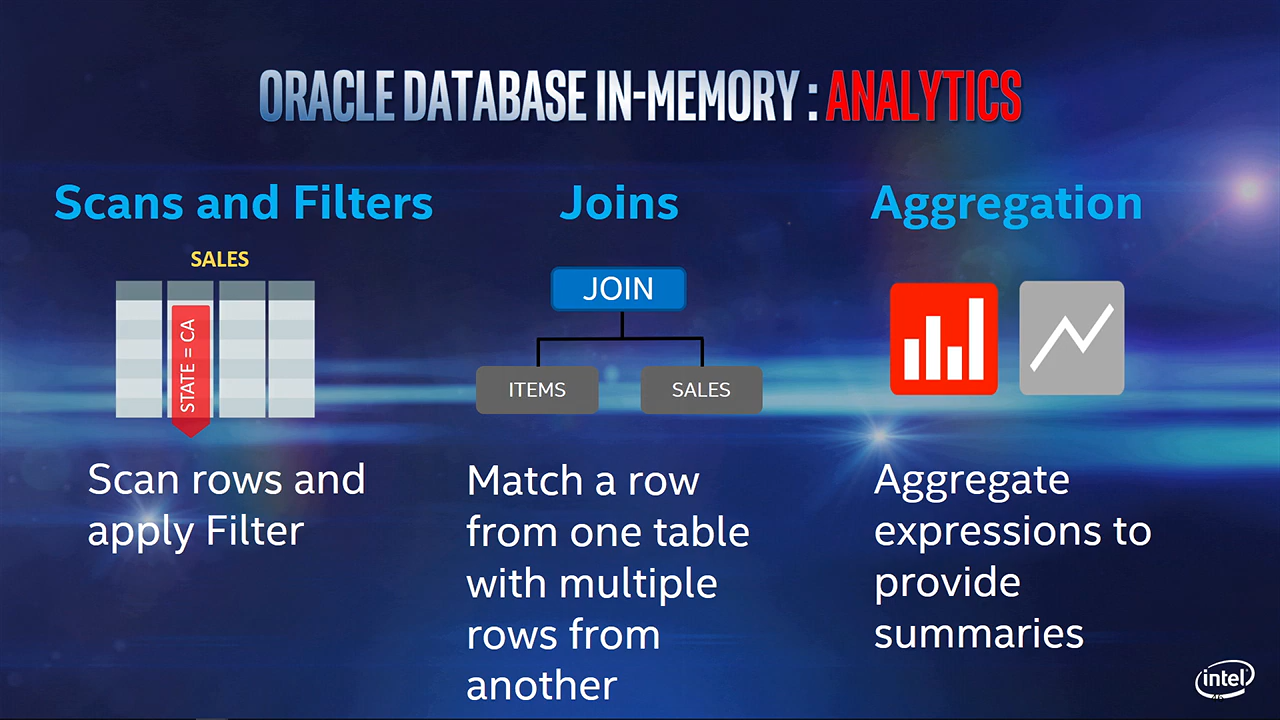 ORACLE DATABASE IN-MEMORY : ANALYTICS
Scans and Filters
SALES
STATE = CA
Scan rows and
apply Filter
Joins
JOIN
ITEMS
SALES
Match a row
from one table
with multiple
rows from
another
Aggregation
Aggregate
expressions to
provide
summaries
intel
46